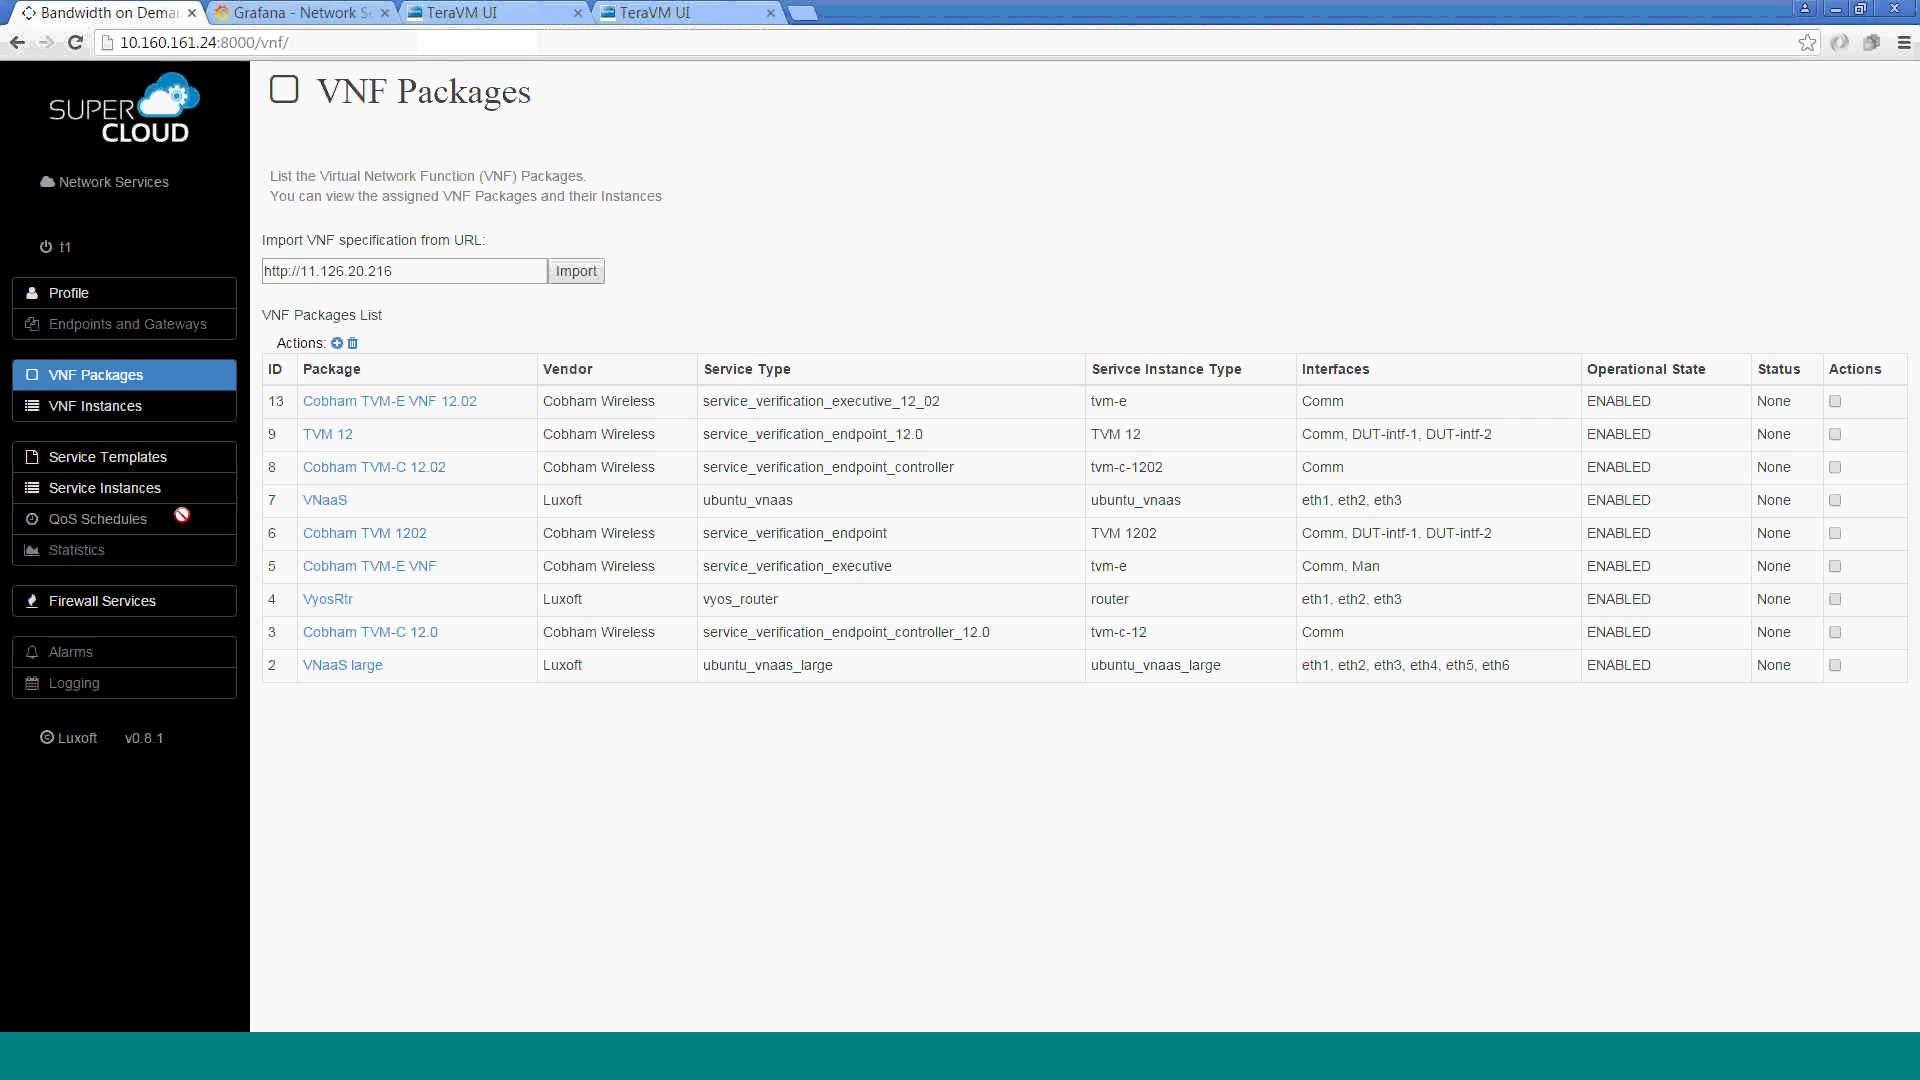 Bandwidth on Dema
Grafana - Network S
TeraVM UI
TeraVM UI
10.160.161.24:8000/vnf/
SUPER
CLOUD
Network Services
t1
Profile
Endpoints and Gateways
VNF Packages
VNF Instances
Service Templates
Service Instances
QoS Schedules
Statistics
Firewall Services
Alarms
Logging
© Luxoft v0.8.1
VNF Packages
List the Virtual Network Function (VNF) Packages.
You can view the assigned VNF Packages and their Instances
Import VNF specification from URL:
http://11.126.20.216 Import
VNF Packages List
Actions:
ID Package Vendor Service Type Serivce Instance Type Interfaces Operational State Status Actions
13 Cobham TVM-E VNF 12.02 Cobham Wireless service_verification_executive_12_02 tvm-e Comm ENABLED None
9 TVM 12 Cobham Wireless service_verification_endpoint_12.0 TVM 12 Comm, DUT-intf-1, DUT-intf-2 ENABLED None
8 Cobham TVM-C 12.02 Cobham Wireless service_verification_endpoint_controller tvm-c-1202 Comm ENABLED None
7 VNaaS Luxoft ubuntu_vnaas ubuntu_vnaas eth1, eth2, eth3 ENABLED None
6 Cobham TVM 1202 Cobham Wireless service_verification_endpoint TVM 1202 Comm, DUT-intf-1, DUT-intf-2 ENABLED None
5 Cobham TVM-E VNF Cobham Wireless service_verification_executive tvm-e Comm, Man ENABLED None
4 VyosRtr Luxoft vyos_router router eth1, eth2, eth3 ENABLED None
3 Cobham TVM-C 12.0 Cobham Wireless service_verification_endpoint_controller_12.0 tvm-c-12 Comm ENABLED None
2 VNaaS large Luxoft ubuntu_vnaas_large ubuntu_vnaas_large eth1, eth2, eth3, eth4, eth5, eth6 ENABLED None